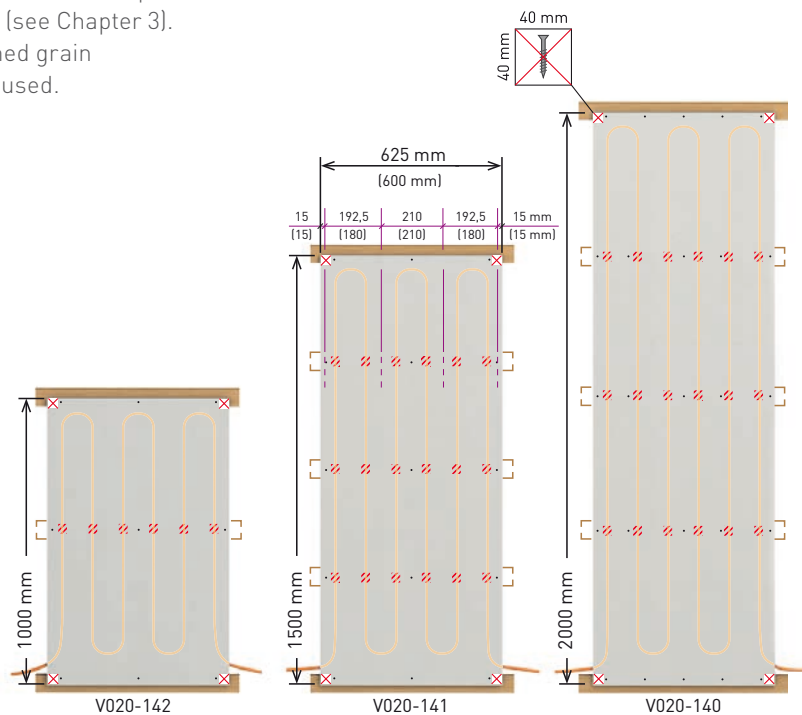 (see Chapter 3).
ned grain
used.
40 mm
40 mm
625 mm
(600 mm)
15 192,5 210 192,5 15 mm
(15) (180) (210) (180) (15 mm)
1000 mm
1500 mm
2000 mm
V020-142
V020-141
V020-140